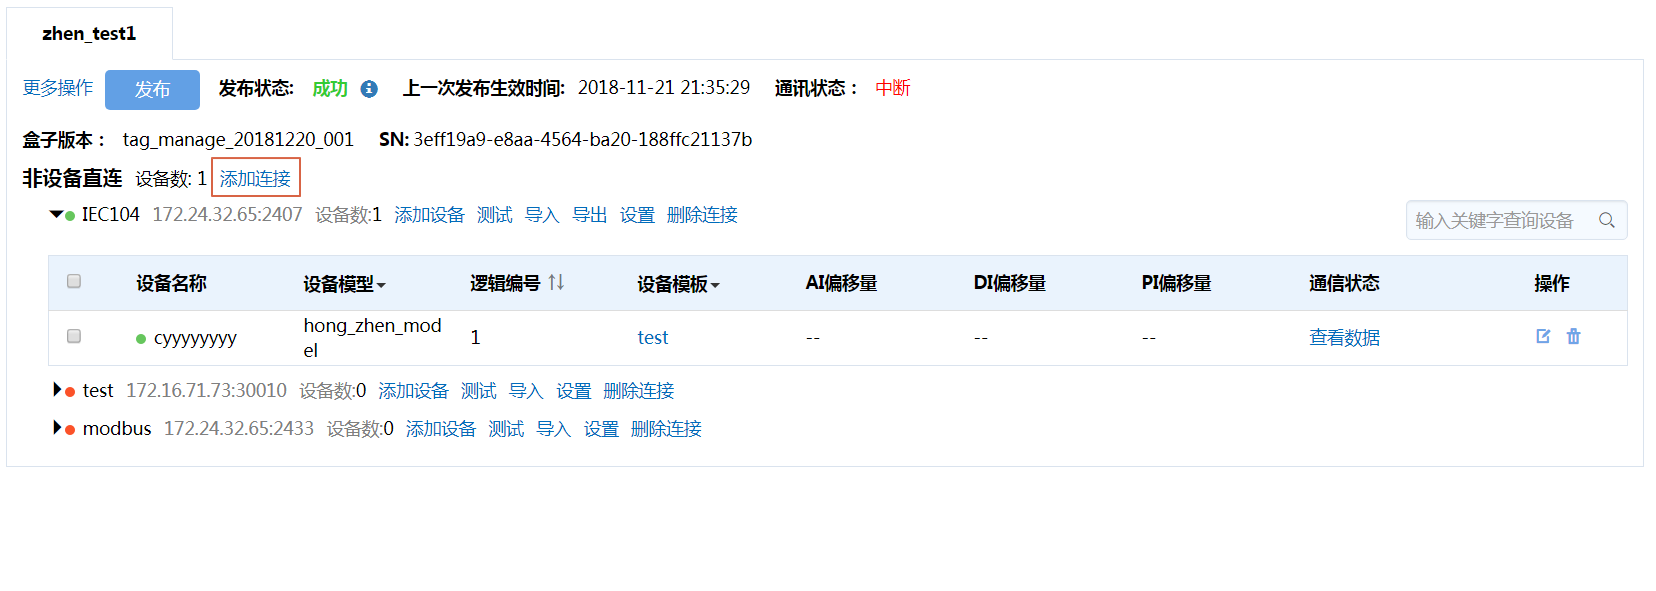 zhen_test1
更多操作 发布 发布状态: 成功 上一次发布生效时间: 2018-11-21 21:35:29 通讯状态： 中断
盒子版本： tag_manage_20181220_001 SN: 3eff19a9-e8aa-4564-ba20-188ffc21137b
非设备直连 设备数: 1 添加连接
IEC104 172.24.32.65:2407 设备数:1 添加设备 测试 导入 导出 设置 删除连接 输入关键字查询设备
设备名称 设备模型 逻辑编号 设备模板 AI偏移量 DI偏移量 PI偏移量 通信状态 操作
cyyyyyyyy hong_zhen_mod
el 1 test -- -- -- 查看数据
test 172.16.71.73:30010 设备数:0 添加设备 测试 导入 设置 删除连接
modbus 172.24.32.65:2433 设备数:0 添加设备 测试 导入 设置 删除连接